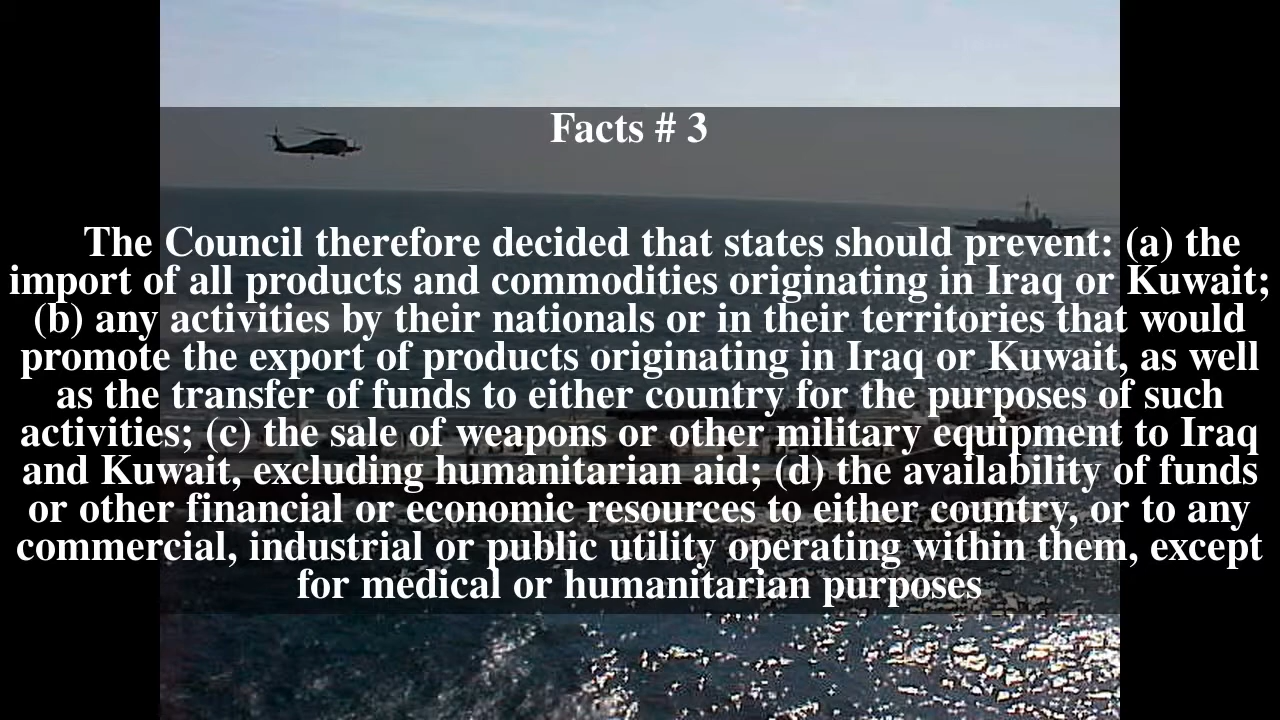 Facts # 3
The Council therefore decided that states should prevent: (a) the
import of all products and commodities originating in Iraq or Kuwait;
(b) any activities by their nationals or in their territories that would
promote the export of products originating in Iraq or Kuwait, as well
as the transfer of funds to either country for the purposes of such
activities; (c) the sale of weapons or other military equipment to Iraq
and Kuwait, excluding humanitarian aid; (d) the availability of funds
or other financial or economic resources to either country, or to any
commercial, industrial or public utility operating within them, except
for medical or humanitarian purposes